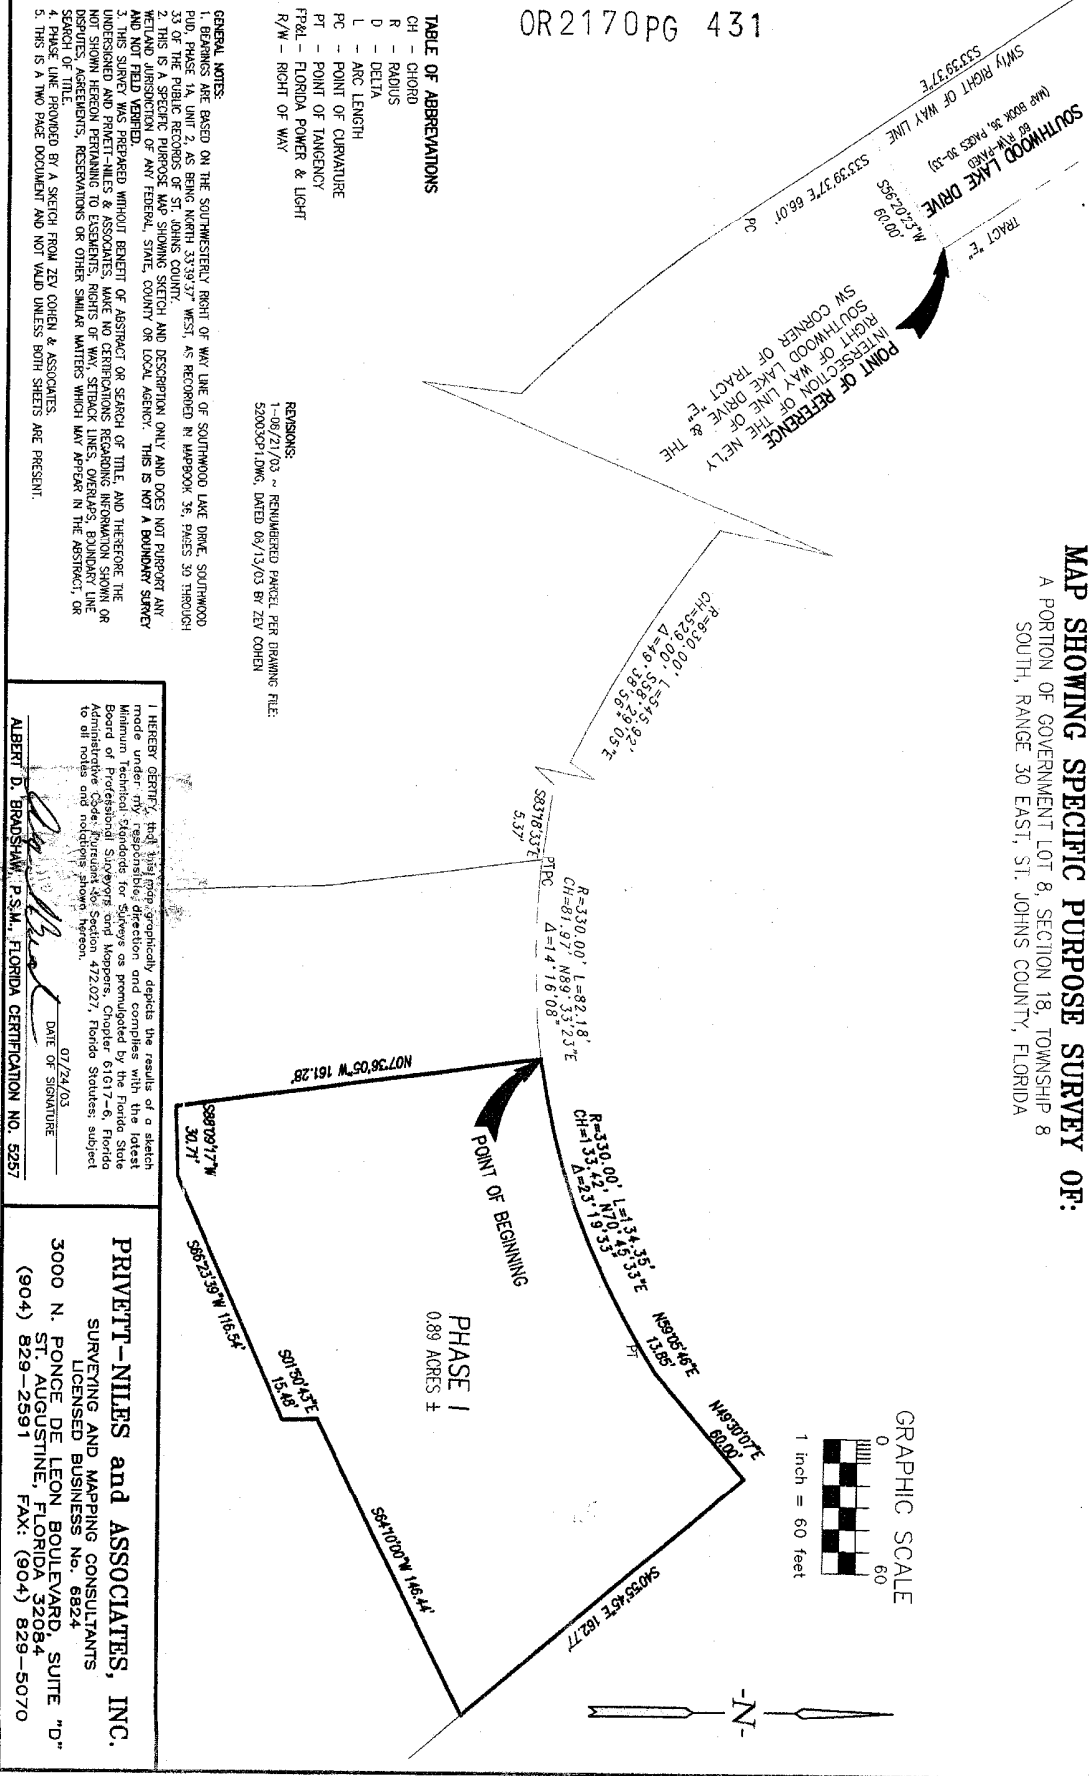 OR2170PG 431
MAP SHOWING SPECIFIC PURPOSE SURVEY OF:
A PORTION OF GOVERNMENT LOT 8, SECTION 18, TOWNSHIP 8
SOUTH, RANGE 30 EAST, ST. JOHNS COUNTY, FLORIDA
SOUTHWOOD LAKE DRIVE
60' R/W-PAVED
(MAP BOOK 36, PAGES 30-33)
SW'ly RIGHT OF WAY LINE
S33'39'37"E
S33'39'37"E 66.01'
PC
S56'20'23"W
60.00'
TRACT "E"
POINT OF REFERENCE
INTERSECTION OF NE'LY
RIGHT OF WAY LINE OF
SOUTHWOOD LAKE DRIVE & THE
SW CORNER OF TRACT "E"
TABLE OF ABBREVIATIONS
CH - CHORD
R - RADIUS
D - DELTA
L - ARC LENGTH
PC - POINT OF CURVATURE
PT - POINT OF TANGENCY
FP&L - FLORIDA POWER & LIGHT
R/W - RIGHT OF WAY
R=630.00' L=545.92'
CH=529.00' S58°29'05"E
Δ=49°38'56"
S83'18'33"E
5.37'
PT/PC
R=330.00' L=82.18'
CH=81.97' N89°33'23"E
Δ=14°16'08"
R=330.00' L=134.35'
CH=133.42' N70°45'33"E
Δ=23°19'33"
N59'05'46"E
13.85'
PT
N49'30'07"E
60.00'
GRAPHIC SCALE
0 60
1 inch = 60 feet
-N-
POINT OF BEGINNING
PHASE I
0.89 ACRES ±
N07'36'05"W 161.28'
S88'09'17"W
30.71'
S66'23'39"W 116.54'
S01'50'43"E
15.48'
S64'10'00"W 146.44'
S40'55'45"E 162.77'
REVISIONS:
1-08/21/03 ~ RENUMBERED PARCEL PER DRAWING FILE:
52003CP1.DWG, DATED 08/13/03 BY ZEV COHEN
GENERAL NOTES:
1. BEARINGS ARE BASED ON THE SOUTHWESTERLY RIGHT OF WAY LINE OF SOUTHWOOD LAKE DRIVE, SOUTHWOOD
PUD, PHASE 1A, UNIT 2, AS BEING NORTH 33'39'37" WEST, AS RECORDED IN MAPBOOK 36, PAGES 30 THROUGH
33 OF THE PUBLIC RECORDS OF ST. JOHNS COUNTY.
2. THIS IS A SPECIFIC PURPOSE MAP SHOWING SKETCH AND DESCRIPTION ONLY AND DOES NOT PURPORT ANY
WETLAND JURISDICTION OF ANY FEDERAL, STATE, COUNTY OR LOCAL AGENCY. THIS IS NOT A BOUNDARY SURVEY
AND NOT FIELD VERIFIED.
3. THIS SURVEY WAS PREPARED WITHOUT BENEFIT OF ABSTRACT OR SEARCH OF TITLE, AND THEREFORE THE
UNDERSIGNED AND PRIVETT-NILES & ASSOCIATES, MAKE NO CERTIFICATIONS REGARDING INFORMATION SHOWN OR
NOT SHOWN HEREON PERTAINING TO EASEMENTS, RIGHTS OF WAY, SETBACK LINES, OVERLAPS, BOUNDARY LINE
DISPUTES, AGREEMENTS, RESERVATIONS OR OTHER SIMILAR MATTERS WHICH MAY APPEAR IN THE ABSTRACT, OR
SEARCH OF TITLE.
4. PHASE LINE PROVIDED BY A SKETCH FROM ZEV COHEN & ASSOCIATES.
5. THIS IS A TWO PAGE DOCUMENT AND NOT VALID UNLESS BOTH SHEETS ARE PRESENT.
I HEREBY CERTIFY, that this map graphically depicts the results of a sketch
made under my responsible direction and complies with the latest
Minimum Technical Standards for Surveys as promulgated by the Florida State
Board of Professional Surveyors and Mappers, Chapter 61G17-6, Florida
Administrative Code, Pursuant to Section 472.027, Florida Statutes; subject
to all notes and notations shown hereon.
07/24/03
DATE OF SIGNATURE
ALBERT D. BRADSHAW, P.S.M., FLORIDA CERTIFICATION NO. 5257
PRIVETT-NILES and ASSOCIATES, INC.
SURVEYING AND MAPPING CONSULTANTS
LICENSED BUSINESS No. 6824
3000 N. PONCE DE LEON BOULEVARD, SUITE "D"
ST. AUGUSTINE, FLORIDA 32084
(904) 829-2591 FAX: (904) 829-5070